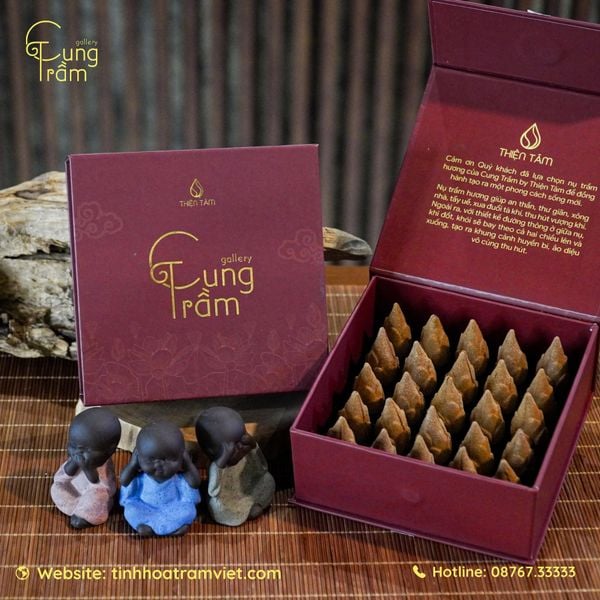 gallery
Cung
Trầm
THIỆN TÂM
gallery
Cung
Trầm
THIỆN TÂM
Cảm ơn Quý khách đã lựa chọn nụ trầm
hương của Cung Trầm by Thiện Tâm để đồng
hành tạo ra một phong cách sống mới.
Nụ trầm hương giúp an thần, thư giãn, xông
nhà, tẩy uế, xua đuổi tà khí, thu hút vượng khí.
Ngoài ra, với thiết kế đường thông ở giữa nụ,
khi đốt, khói sẽ bay theo cả hai chiều lên và
xuống, tạo ra khung cảnh huyền bí, ảo diệu
vô cùng thu hút.
Website: tinhhoatramviet.com
Hotline: 08767.33333